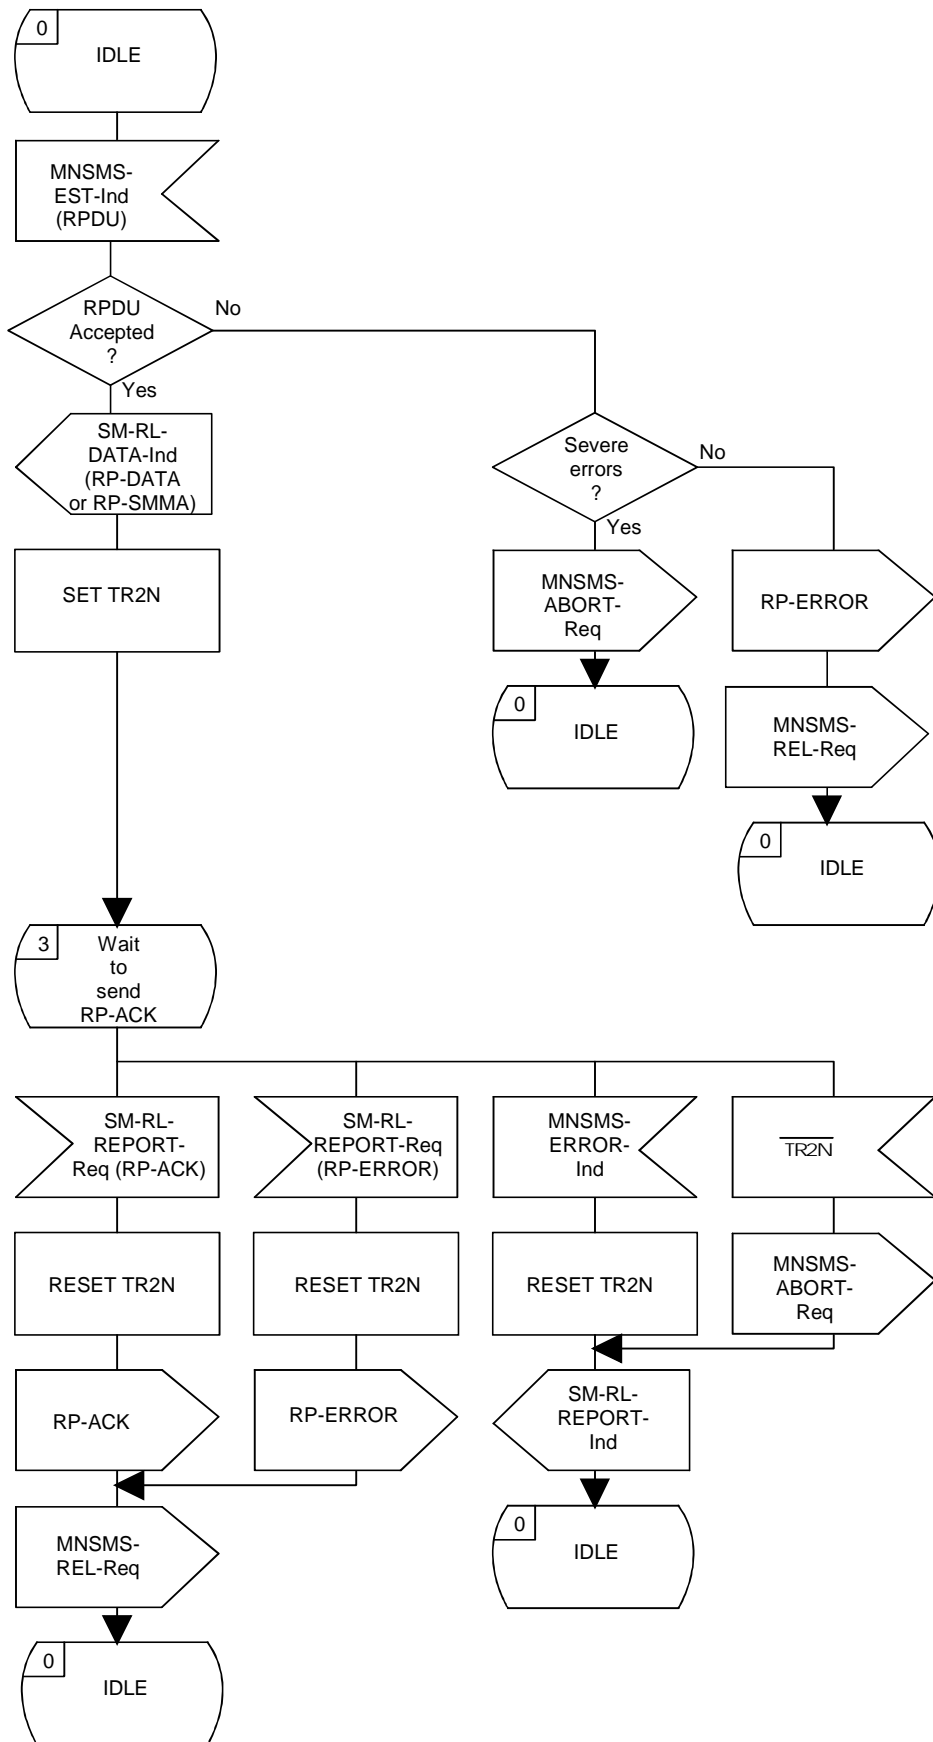 0
IDLE
MNSMS-
EST-Ind
(RPDU)
RPDU
Accepted
?
No
Yes
SM-RL-
DATA-Ind
(RP-DATA
or RP-SMMA)
SET TR2N
Severe
errors
?
No
Yes
MNSMS-
ABORT-
Req
RP-ERROR
0
IDLE
MNSMS-
REL-Req
0
IDLE
3
Wait
to
send
RP-ACK
SM-RL-
REPORT-
Req (RP-ACK)
SM-RL-
REPORT-Req
(RP-ERROR)
MNSMS-
ERROR-
Ind
TR2N
RESET TR2N
RESET TR2N
RESET TR2N
MNSMS-
ABORT-
Req
RP-ACK
RP-ERROR
SM-RL-
REPORT-
Ind
MNSMS-
REL-Req
0
IDLE
0
IDLE